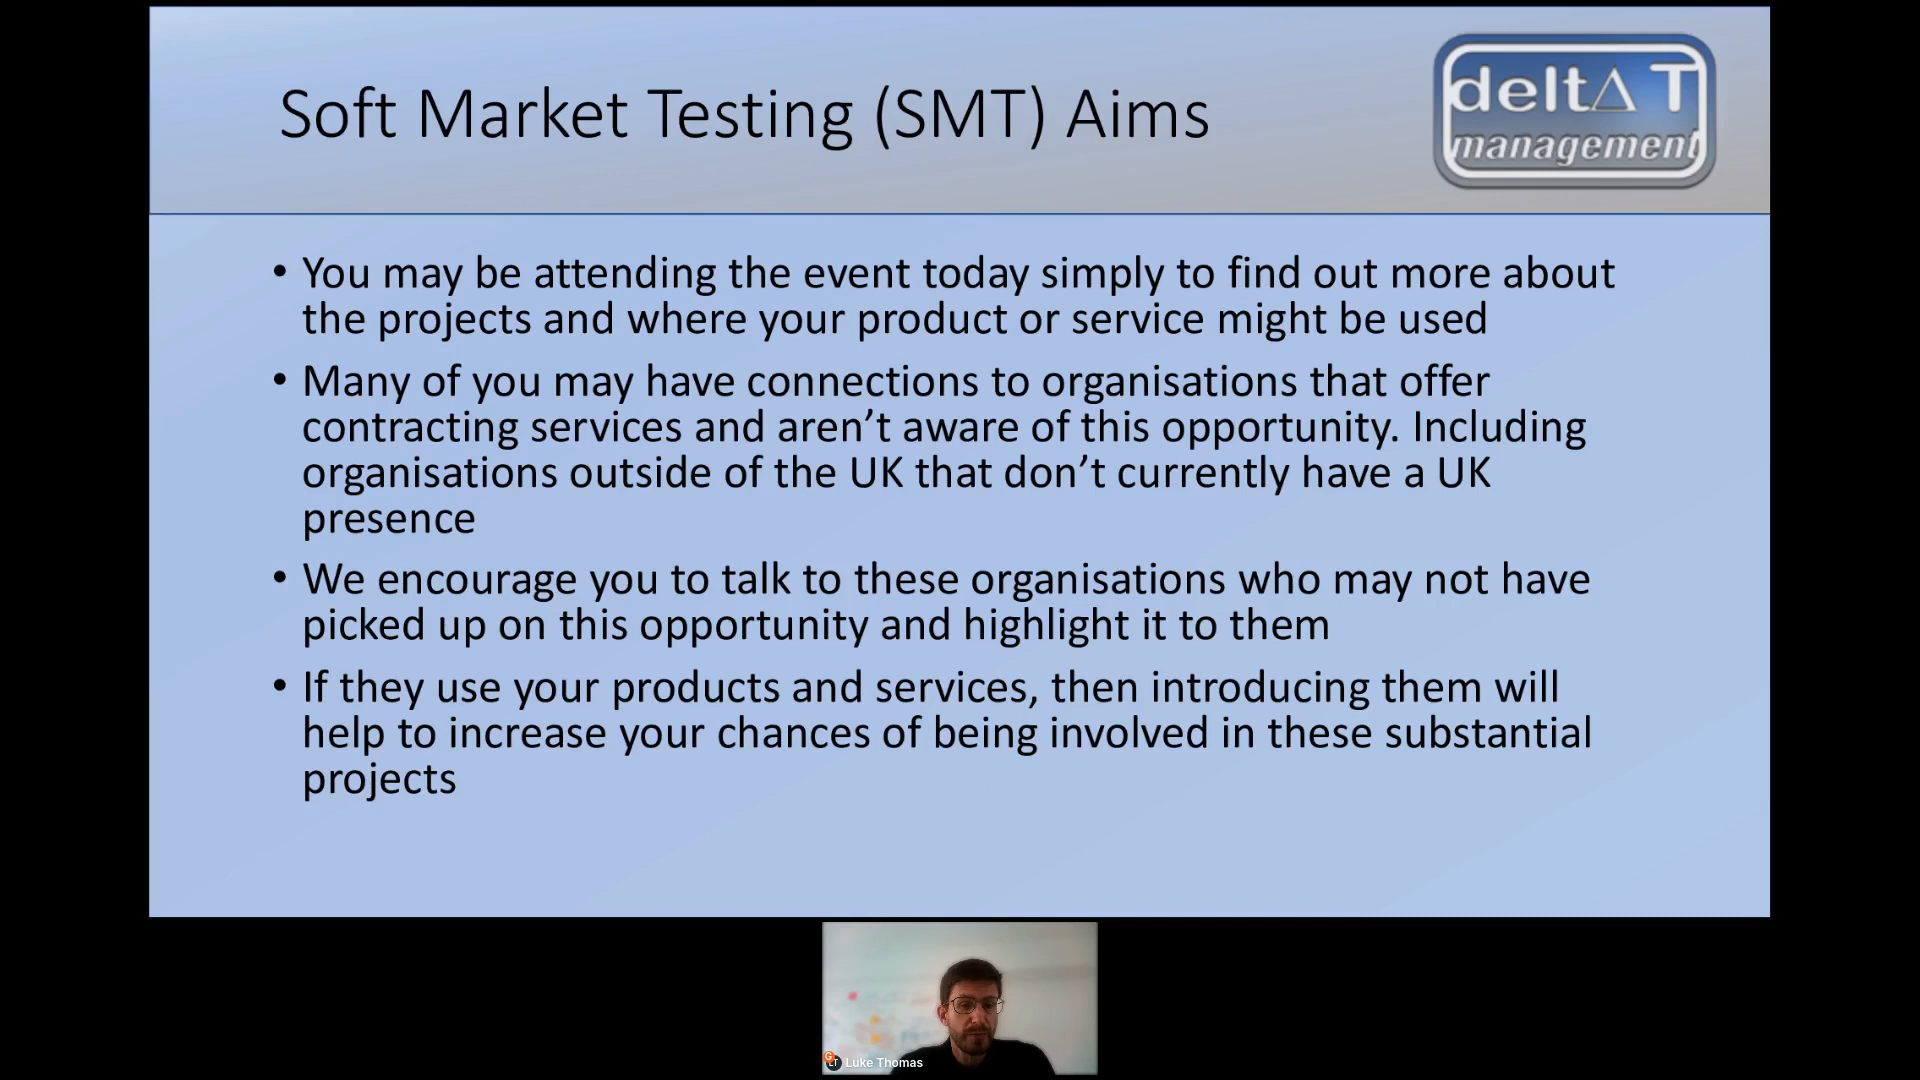 Soft Market Testing (SMT) Aims
deltΔ T
management
• You may be attending the event today simply to find out more about
the projects and where your product or service might be used
• Many of you may have connections to organisations that offer
contracting services and aren’t aware of this opportunity. Including
organisations outside of the UK that don’t currently have a UK
presence
• We encourage you to talk to these organisations who may not have
picked up on this opportunity and highlight it to them
• If they use your products and services, then introducing them will
help to increase your chances of being involved in these substantial
projects
G
LT
Luke Thomas